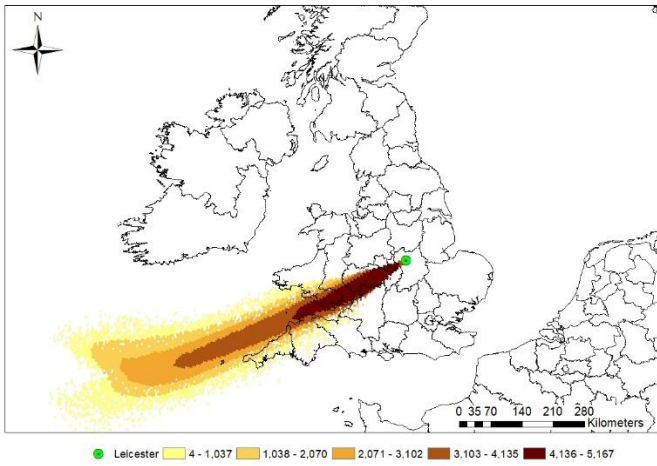 N
0 35 70 140 210 280
Kilometers
Leicester 4 - 1,037 1,038 - 2,070 2,071 - 3,102 3,103 - 4,135 4,136 - 5,167